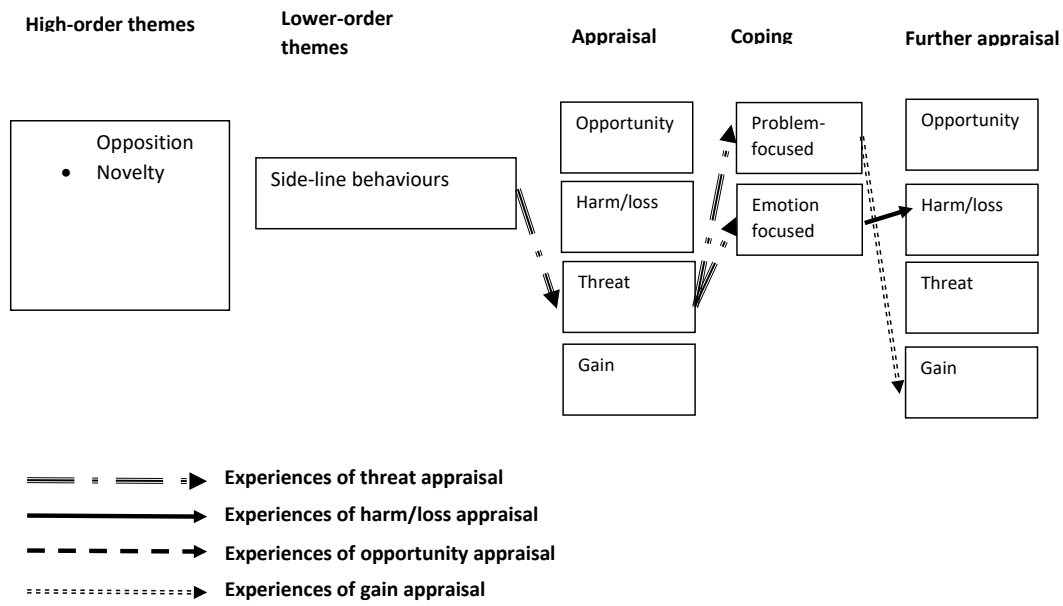 High-order themes
Lower-order
themes
Appraisal
Coping
Further appraisal
Opposition
• Novelty
Side-line behaviours
Opportunity
Harm/loss
Threat
Gain
Problem-
focused
Emotion
focused
Opportunity
Harm/loss
Threat
Gain
Experiences of threat appraisal
Experiences of harm/loss appraisal
Experiences of opportunity appraisal
Experiences of gain appraisal